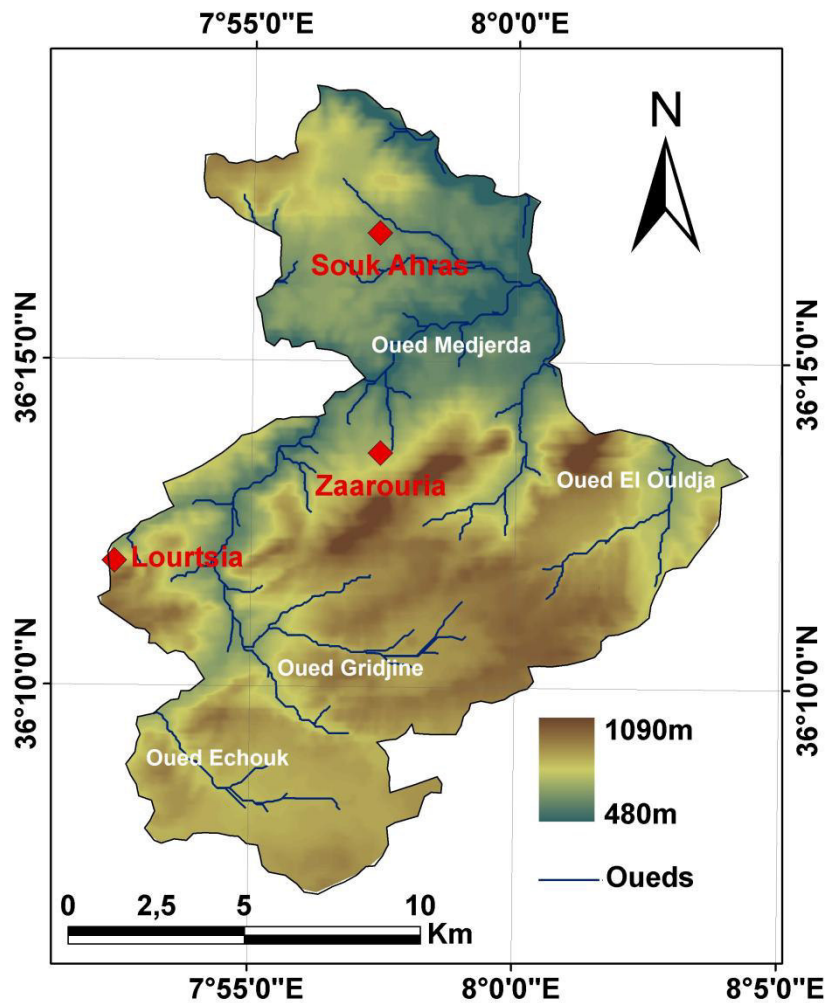 7°55'0"E
8°0'0"E
N
Souk Ahras
36°15'0"N
36°15'0"N
Oued Medjerda
Zaarouria
Oued El Ouldja
Lourtsia
Oued Gridjine
36°10'0"N
36°10'0"N
1090m
Oued Echouk
480m
Oueds
0 2,5 5 10
Km
7°55'0"E
8°0'0"E
8°5'0"E